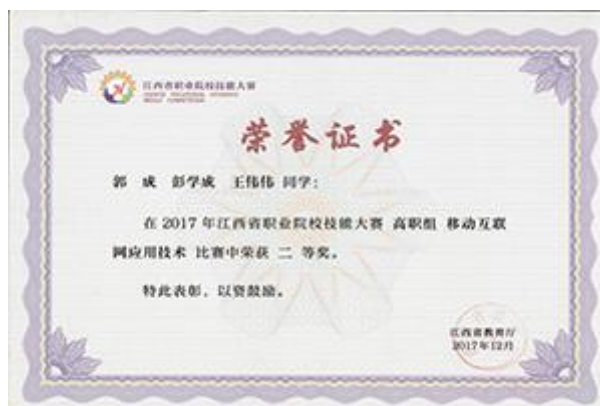 江西省职业院校技能大赛
荣誉证书
郭 成 彭学成 王伟伟 同学:
在 2017 年江西省职业院校技能大赛 高职组 移动互联
网应用技术 比赛中荣获 二 等奖。
特此表彰,以资鼓励。
江西省教育厅
2017年12月